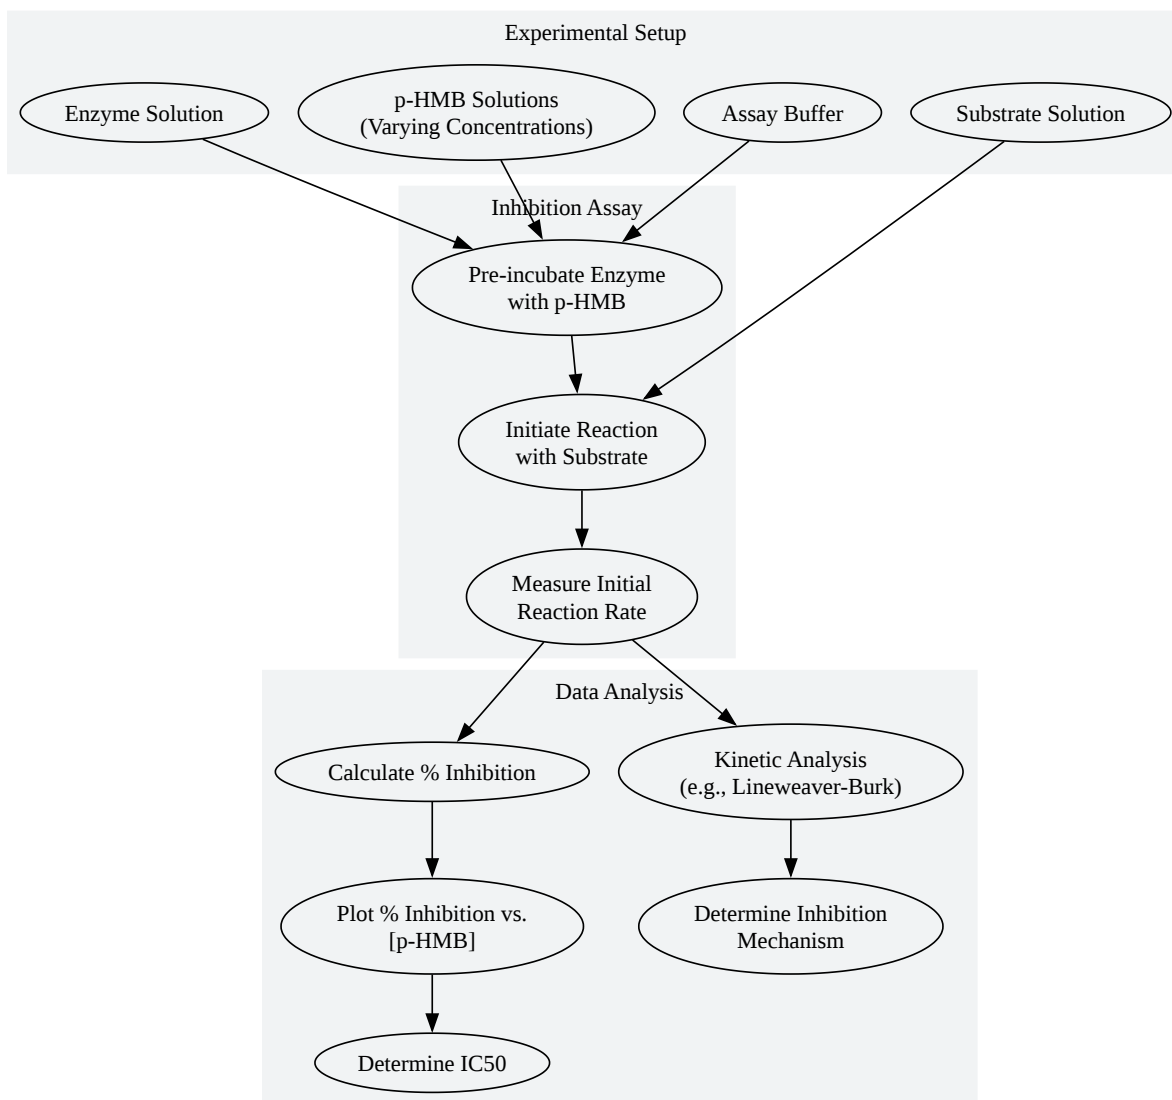 Experimental Setup
Enzyme Solution
p-HMB Solutions
(Varying Concentrations)
Assay Buffer
Substrate Solution
Inhibition Assay
Pre-incubate Enzyme
with p-HMB
Initiate Reaction
with Substrate
Measure Initial
Reaction Rate
Data Analysis
Calculate % Inhibition
Kinetic Analysis
(e.g., Lineweaver-Burk)
Plot % Inhibition vs.
[p-HMB]
Determine Inhibition
Mechanism
Determine IC50